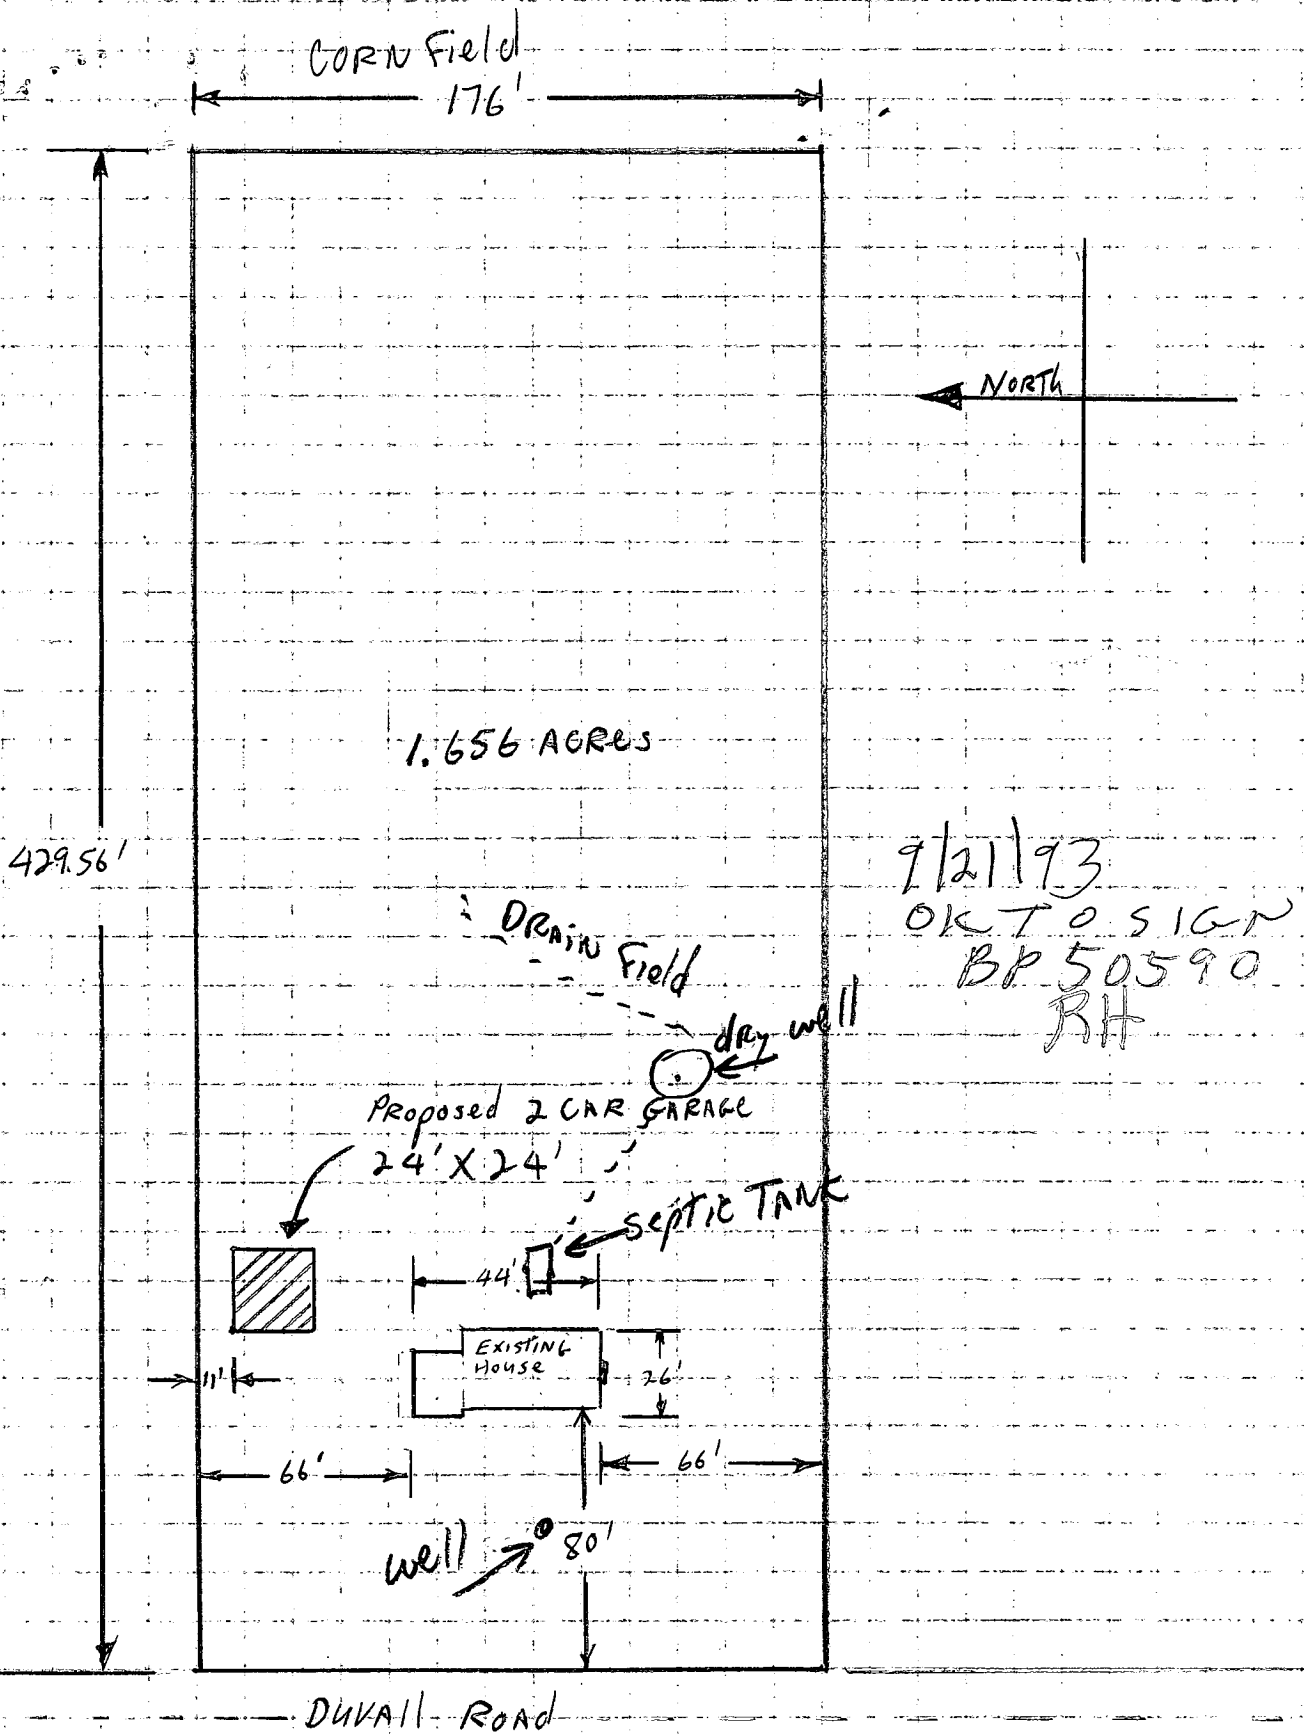 CORN Field
176'
NORTH
1.656 ACRES
429.56'
9/21/93
OK TO SIGN
BP 50590
RH
DRAIN Field
dRy well
PROposed 2 CAR GARAGE
24' X 24'
septic TANK
44'
EXISTING
HOUSE
26'
11'
66'
66'
well
80'
DUVAll ROAD